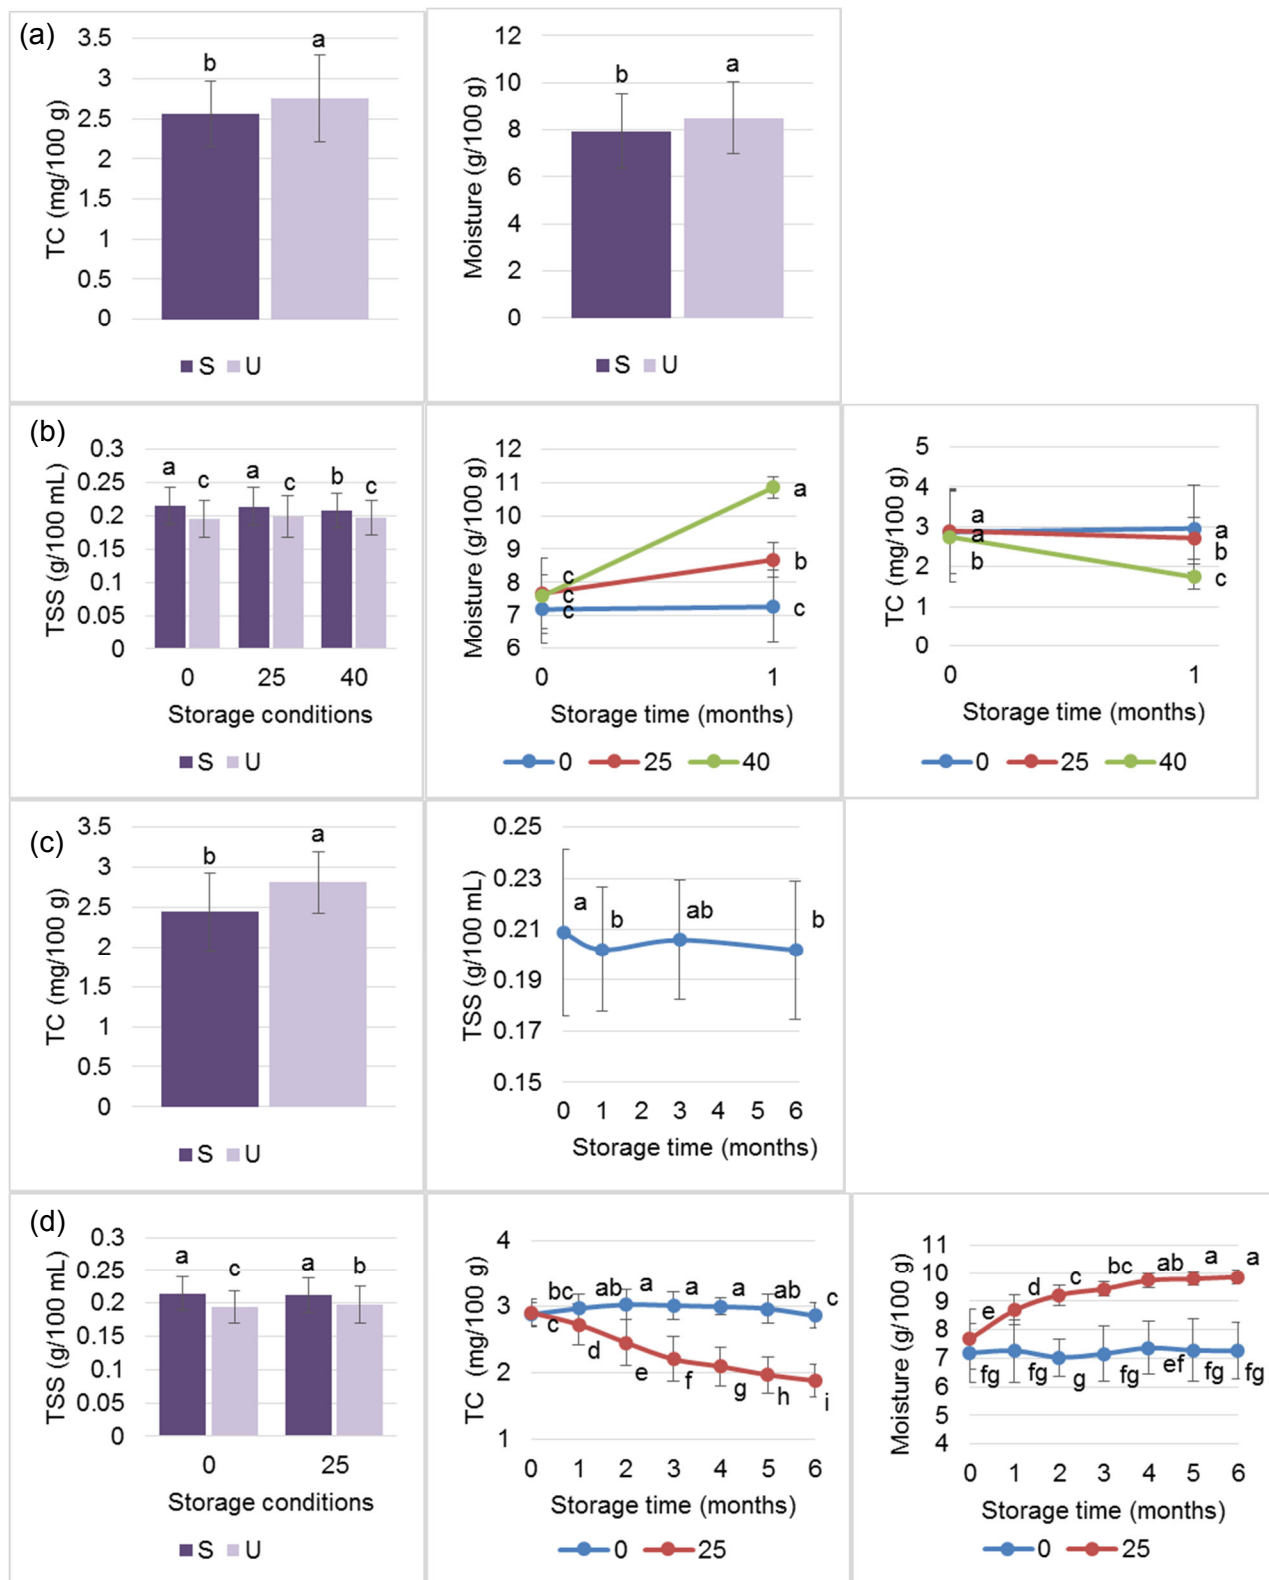 (a)
TC (mg/100 g)
3.5
3
2.5
2
1.5
1
0.5
0
b
a
S U
Moisture (g/100 g)
12
10
8
6
4
2
0
b
a
S U
(b)
TSS (g/100 mL)
0.3
0.25
0.2
0.15
0.1
0.05
0
a c a c b c
0 25 40
Storage conditions
S U
Moisture (g/100 g)
12
11
10
9
8
7
6
c
c
c
a
b
c
0 1
Storage time (months)
0 25 40
TC (mg/100 g)
5
4
3
2
1
0
a
a
b
a
b
c
0 1
Storage time (months)
0 25 40
(c)
TC (mg/100 g)
3.5
3
2.5
2
1.5
1
0.5
0
b
a
S U
TSS (g/100 mL)
0.25
0.23
0.21
0.19
0.17
0.15
a b ab b
0 1 2 3 4 5 6
Storage time (months)
(d)
TSS (g/100 mL)
0.3
0.25
0.2
0.15
0.1
0.05
0
a c a b
0 25
Storage conditions
S U
TC (mg/100 g)
4
3
2
1
bc ab a a a ab c
c d e f g h i
0 1 2 3 4 5 6
Storage time (months)
0 25
Moisture (g/100 g)
11
10
9
8
7
6
5
4
e d c bc ab a a
fg fg g fg ef fg fg
0 1 2 3 4 5 6
Storage time (months)
0 25